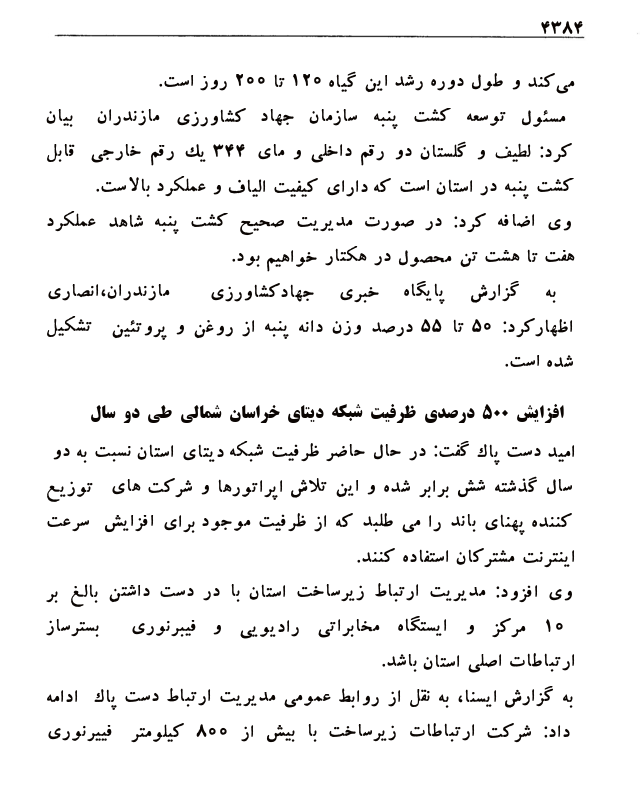 ۴۳۸۴
می‌کند و طول دوره رشد این گیاه ۱۲۰ تا ۲۰۰ روز است.
مسئول توسعه کشت پنبه سازمان جهاد کشاورزی مازندران بیان
کرد: لطیف و گلستان دو رقم داخلی و مای ۳۴۴ یك رقم خارجی قابل
کشت پنبه در استان است که دارای کیفیت الیاف و عملکرد بالاست.
وی اضافه کرد: در صورت مدیریت صحیح کشت پنبه شاهد عملکرد
هفت تا هشت تن محصول در هکتار خواهیم بود.
به گزارش پایگاه خبری جهادکشاورزی مازندران،انصاری
اظهارکرد: ۵۰ تا ۵۵ درصد وزن دانه پنبه از روغن و پروتئین تشکیل
شده است.
افزایش ۵۰۰ درصدی ظرفیت شبکه دیتای خراسان شمالی طی دو سال
امید دست پاك گفت: در حال حاضر ظرفیت شبکه دیتای استان نسبت به دو
سال گذشته شش برابر شده و این تلاش اپراتورها و شرکت های توزیع
کننده پهنای باند را می طلبد که از ظرفیت موجود برای افزایش سرعت
اینترنت مشترکان استفاده کنند.
وی افزود: مدیریت ارتباط زیرساخت استان با در دست داشتن بالغ بر
۱۰ مرکز و ایستگاه مخابراتی رادیویی و فیبرنوری بسترساز
ارتباطات اصلی استان باشد.
به گزارش ایسنا، به نقل از روابط عمومی مدیریت ارتباط دست پاك ادامه
داد: شرکت ارتباطات زیرساخت با بیش از ۸۰۰ کیلومتر فیبرنوری